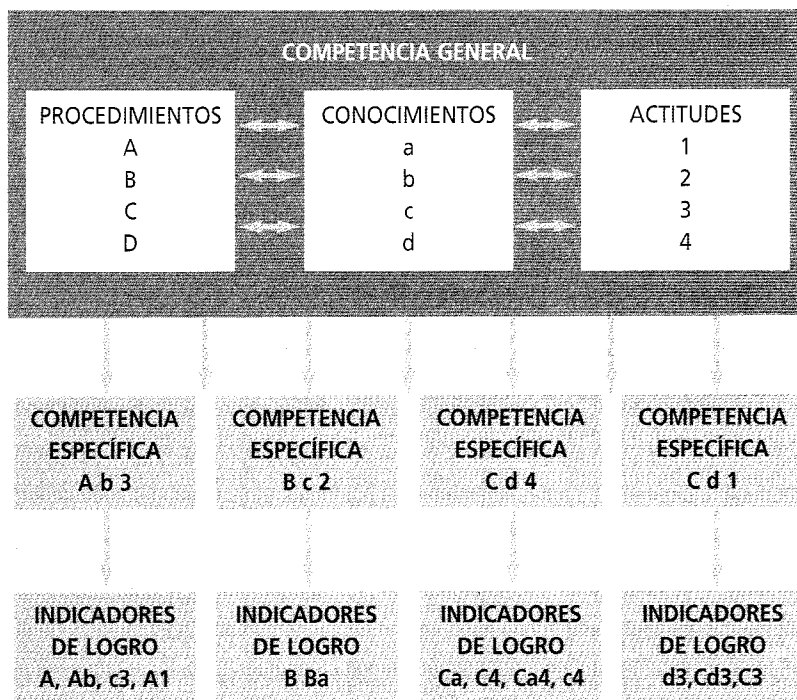 COMPETENCIA GENERAL
PROCEDIMIENTOS
A
B
C
D
CONOCIMIENTOS
a
b
c
d
ACTITUDES
1
2
3
4
COMPETENCIA
ESPECÍFICA
A b 3
COMPETENCIA
ESPECÍFICA
B c 2
COMPETENCIA
ESPECÍFICA
C d 4
COMPETENCIA
ESPECÍFICA
C d 1
INDICADORES
DE LOGRO
A, Ab, c3, A1
INDICADORES
DE LOGRO
B Ba
INDICADORES
DE LOGRO
Ca, C4, Ca4, c4
INDICADORES
DE LOGRO
d3,Cd3,C3